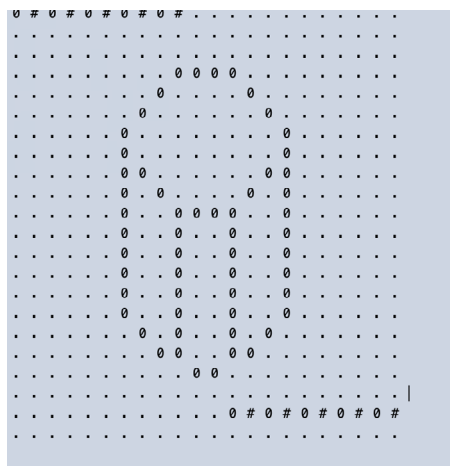 0 # 0 # 0 # 0 # 0 # . . . . . . . . . . . .
. . . . . . . . . . . . . . . . . . . . . .
. . . . . . . . . . . . . . . . . . . . . .
. . . . . . . . . 0 0 0 0 . . . . . . . . .
. . . . . . . . 0 . . . . 0 . . . . . . . .
. . . . . . . 0 . . . . . . 0 . . . . . . .
. . . . . . 0 . . . . . . . . 0 . . . . . .
. . . . . . 0 . . . . . . . . 0 . . . . . .
. . . . . . 0 0 . . . . . . 0 0 . . . . . .
. . . . . . 0 . 0 . . . . 0 . 0 . . . . . .
. . . . . . 0 . . 0 0 0 0 . . 0 . . . . . .
. . . . . . 0 . . 0 . . 0 . . 0 . . . . . .
. . . . . . 0 . . 0 . . 0 . . 0 . . . . . .
. . . . . . 0 . . 0 . . 0 . . 0 . . . . . .
. . . . . . 0 . . 0 . . 0 . . 0 . . . . . .
. . . . . . 0 . . 0 . . 0 . . 0 . . . . . .
. . . . . . . 0 . 0 . . 0 . 0 . . . . . . .
. . . . . . . . 0 0 . . 0 0 . . . . . . . .
. . . . . . . . . . 0 0 . . . . . . . . . .
. . . . . . . . . . . . . . . . . . . . . .
. . . . . . . . . . . . 0 # 0 # 0 # 0 # 0 #
. . . . . . . . . . . . . . . . . . . . . .